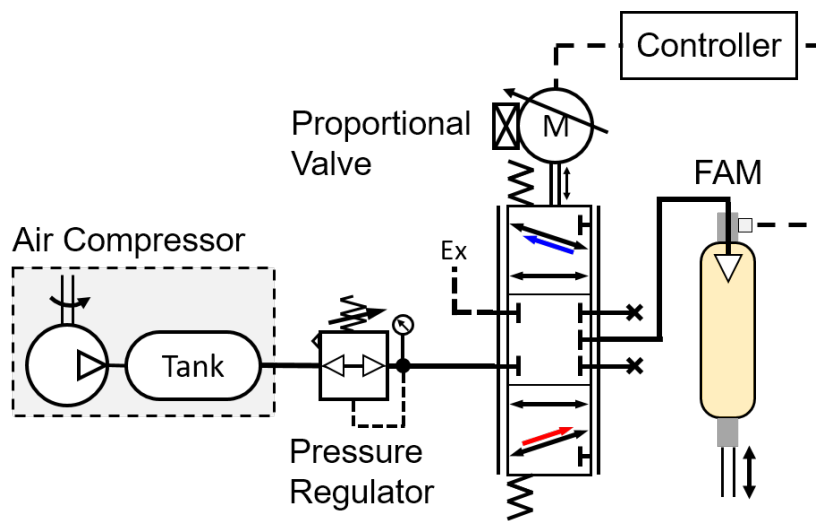 Controller
M
Proportional
Valve
FAM
Air Compressor
Ex
Tank
Pressure
Regulator